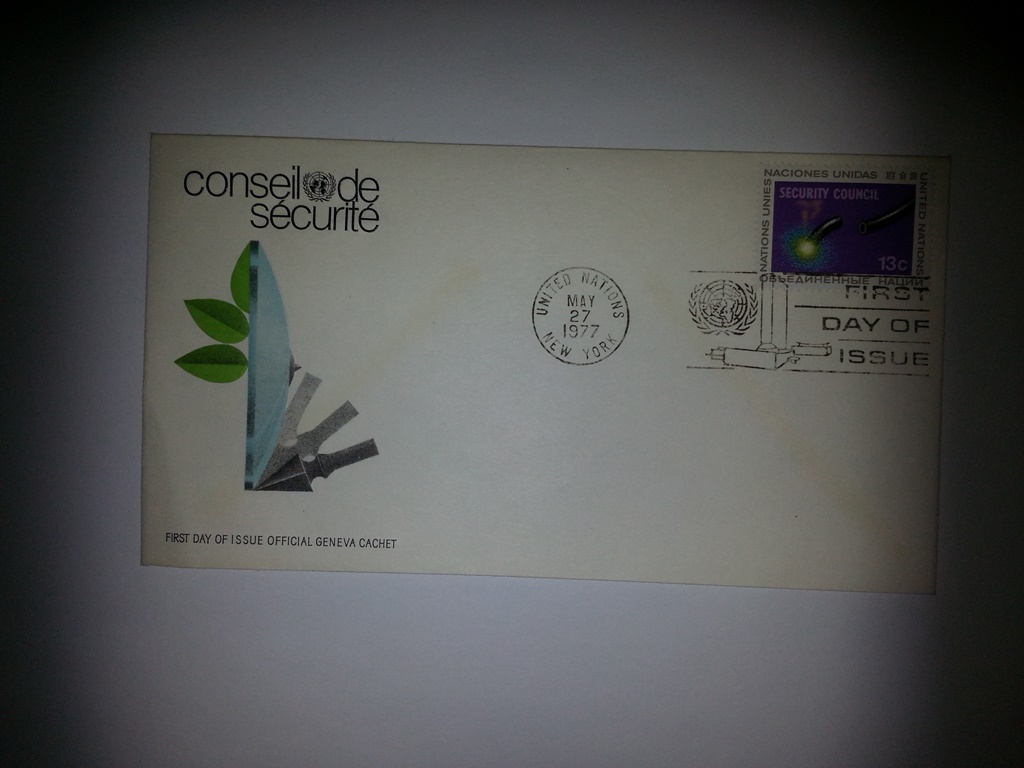 conseil de
sécurité
NACIONES UNIDAS
NATIONS UNIES
SECURITY COUNCIL
13c
UNITED NATIONS
ОБЪЕДИНЕННЫЕ НАЦИИ
UNITED NATIONS
MAY
27
1977
NEW YORK
FIRST
DAY OF
ISSUE
FIRST DAY OF ISSUE OFFICIAL GENEVA CACHET